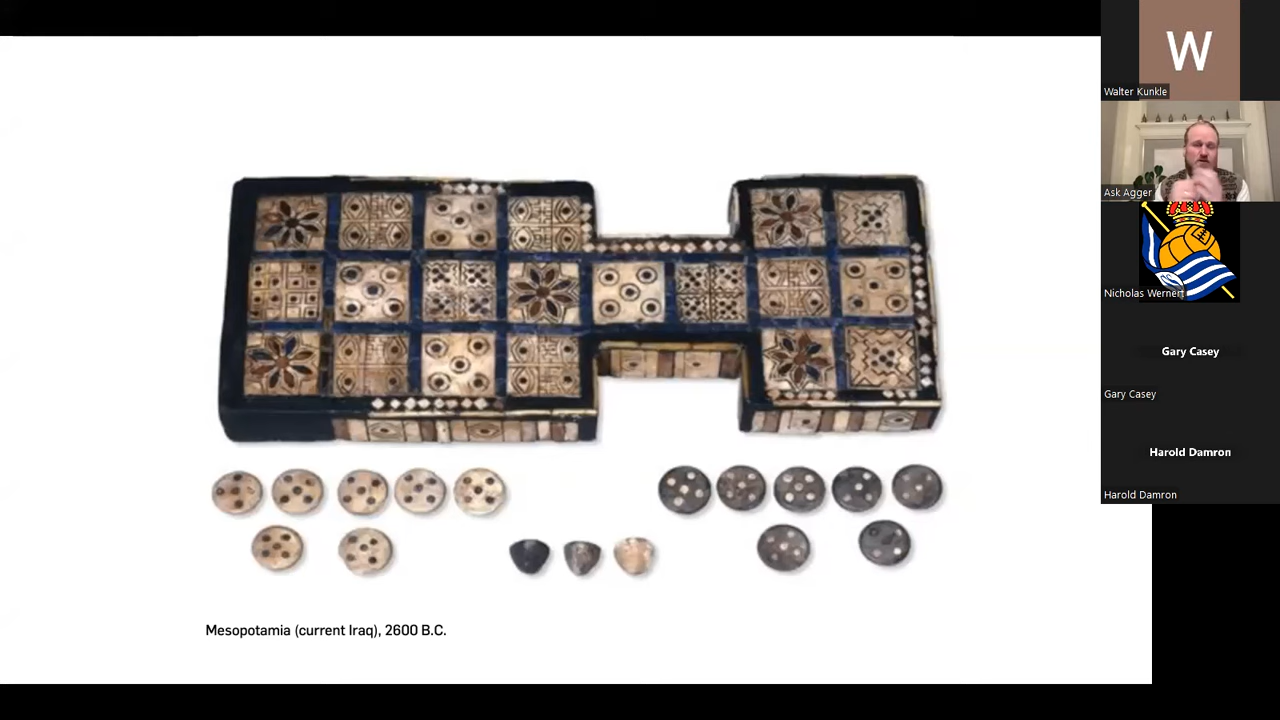 Mesopotamia (current Iraq), 2600 B.C.
W
Walter Kunkle
Ask Agger
Nicholas Wernert
Gary Casey
Gary Casey
Harold Damron
Harold Damron